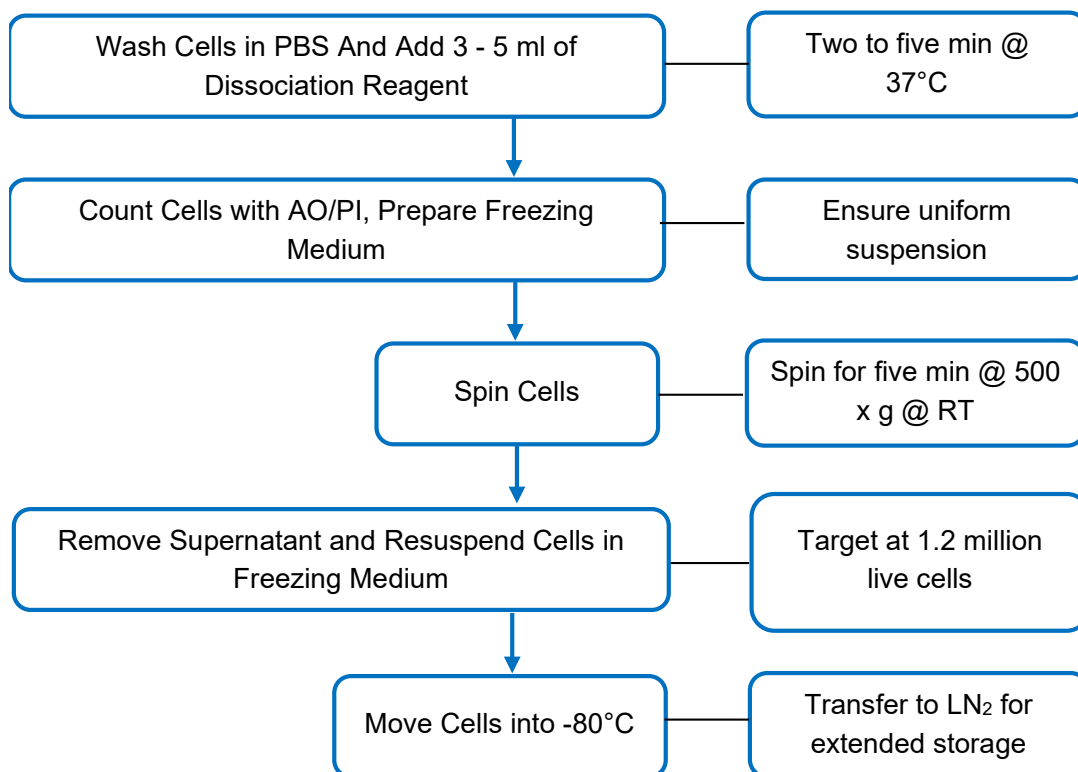 Wash Cells in PBS And Add 3 - 5 ml of
Dissociation Reagent
Two to five min @
37°C
Count Cells with AO/PI, Prepare Freezing
Medium
Ensure uniform
suspension
Spin Cells
Spin for five min @ 500
x g @ RT
Remove Supernatant and Resuspend Cells in
Freezing Medium
Target at 1.2 million
live cells
Move Cells into -80°C
Transfer to LN₂ for
extended storage